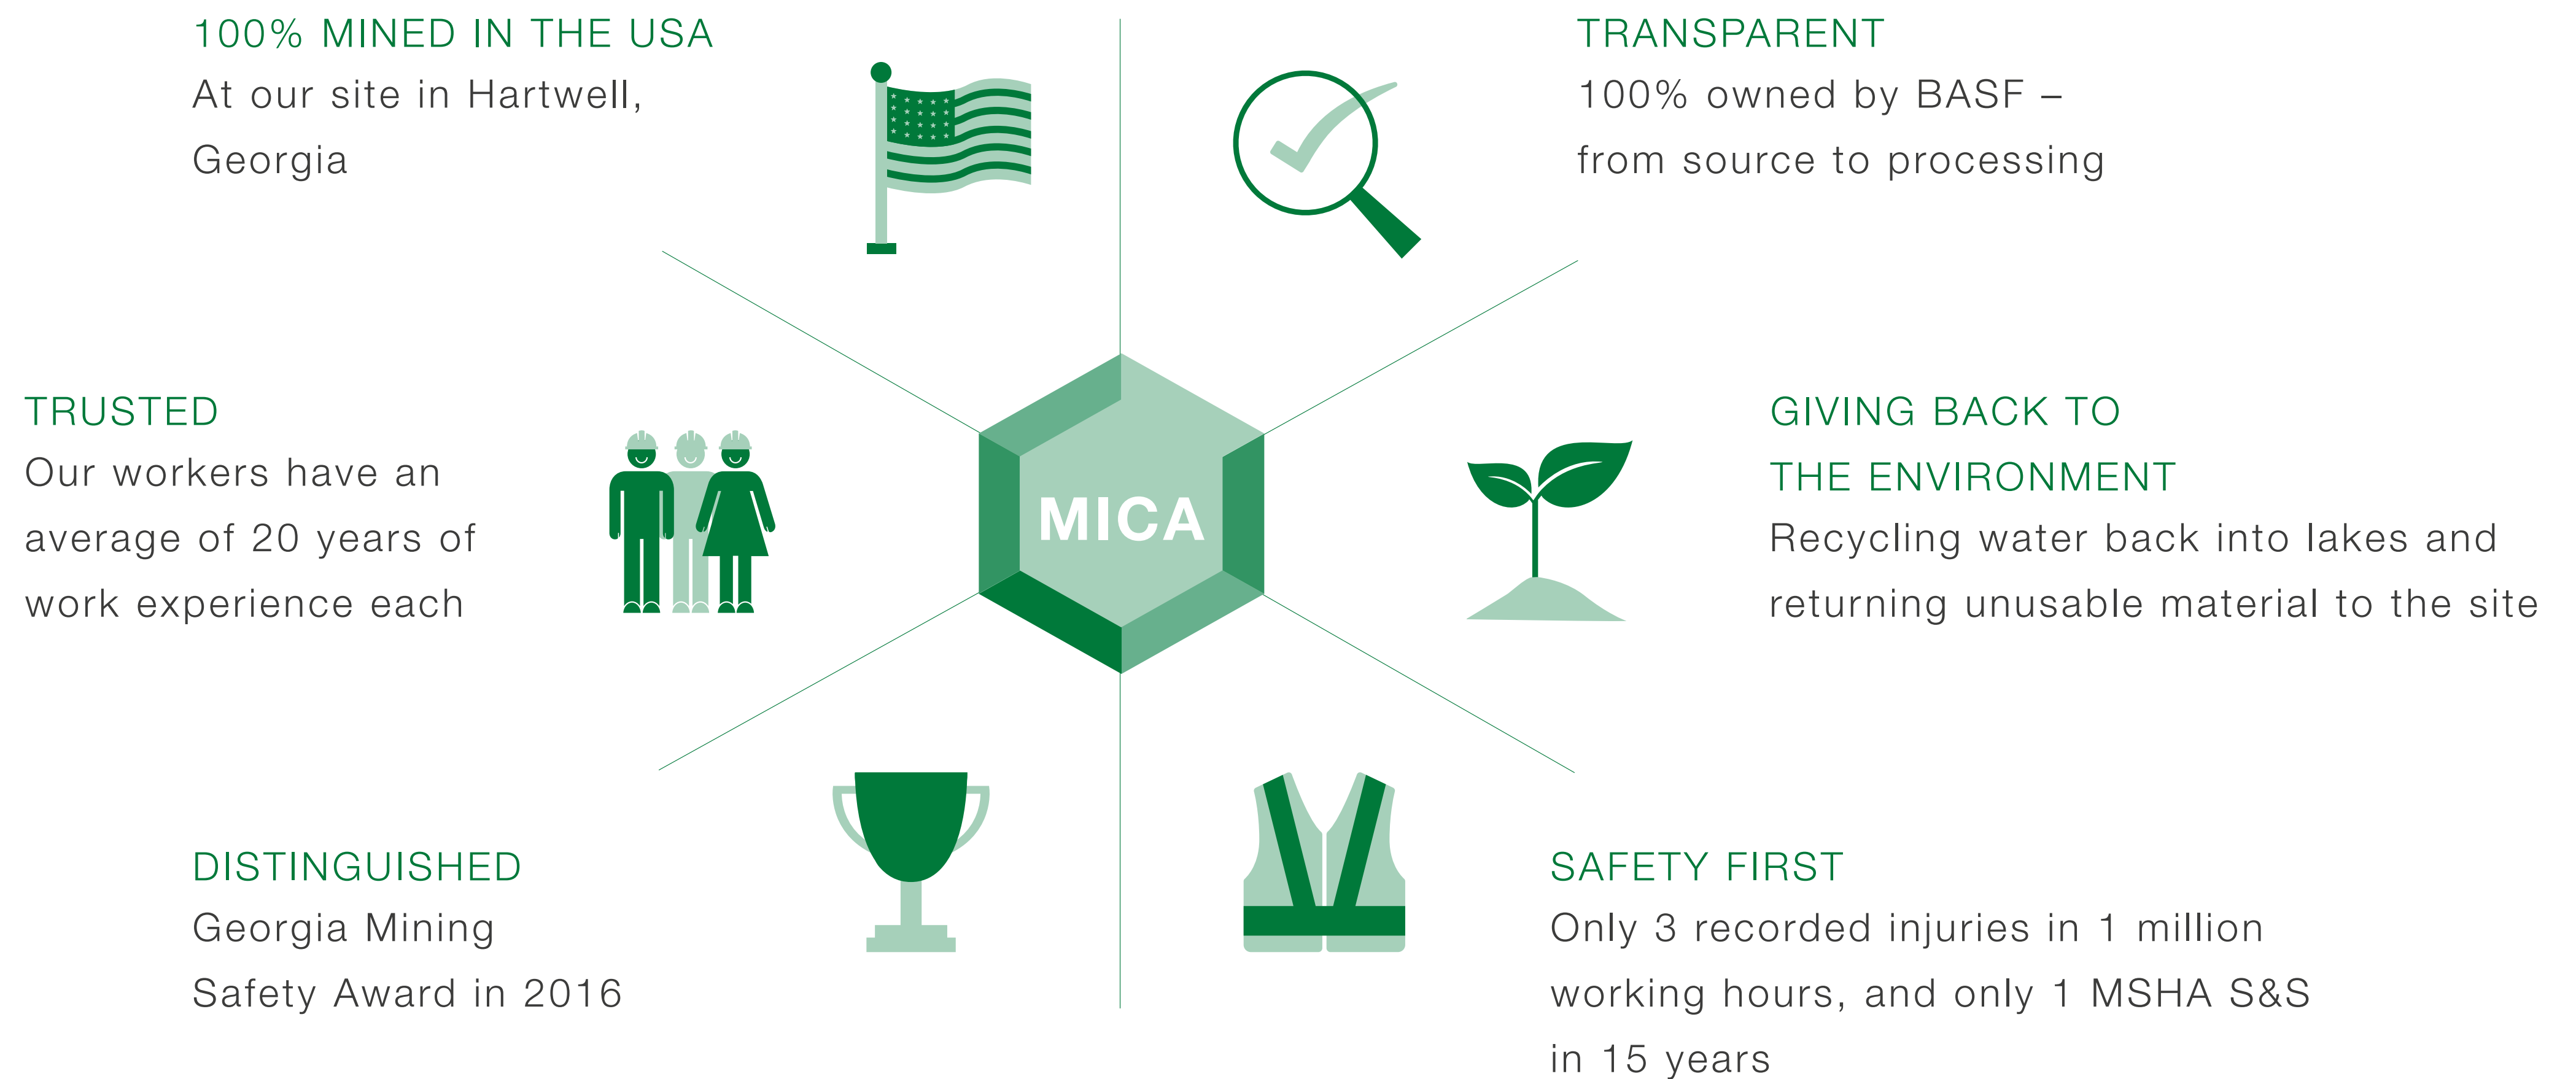 100% MINED IN THE USA
At our site in Hartwell,
Georgia
TRANSPARENT
100% owned by BASF –
from source to processing
TRUSTED
Our workers have an
average of 20 years of
work experience each
MICA
GIVING BACK TO
THE ENVIRONMENT
Recycling water back into lakes and
returning unusable material to the site
DISTINGUISHED
Georgia Mining
Safety Award in 2016
SAFETY FIRST
Only 3 recorded injuries in 1 million
working hours, and only 1 MSHA S&S
in 15 years